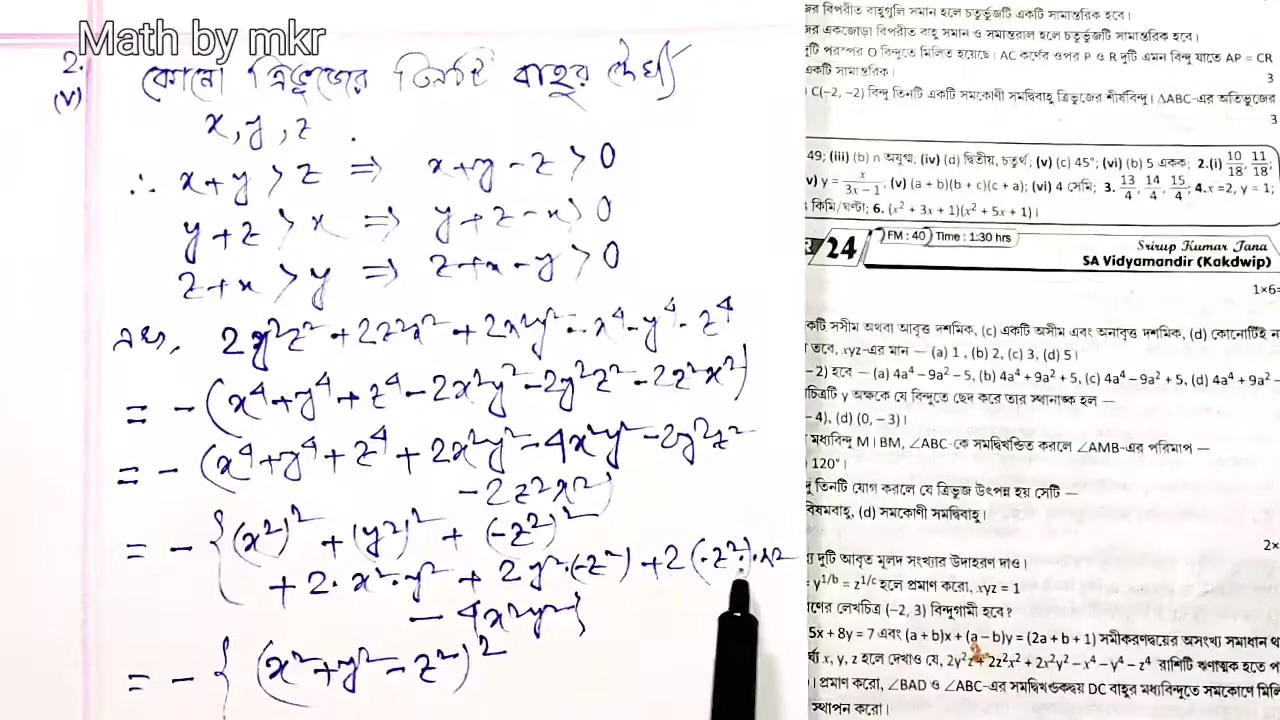 Math by mkr
2.
(v)
কোনো ত্রিভুজের তিনটি বাহুর দৈর্ঘ্য
x, y, z .
∴ x+y > z ⇒ x+y-z > 0
y+z > x ⇒ y+z-x > 0
z+x > y ⇒ z+x-y > 0
এখন, 2y²z² + 2z²x² + 2x²y² - x⁴ - y⁴ - z⁴
= - (x⁴+y⁴+z⁴-2x²y²-2y²z²-2z²x²)
= - (x⁴+y⁴+z⁴+2x²y²-4x²y²-2y²z²
-2z²x²)
= - { (x²)² + (y²)² + (-z²)²
+ 2·x²·y² + 2y²·(-z²) + 2(-z²)·x²
- 4x²y² }
= - { (x²+y²-z²)²
র বিপরীত বাহুগুলি সমান হলে চতুর্ভুজটি একটি সামান্তরিক হবে।
র একজোড়া বিপরীত বাহু সমান ও সমান্তরাল হলে চতুর্ভুজটি সামান্তরিক হবে।
টি পরস্পর O বিন্দুতে মিলিত হয়েছে। AC কর্ণের ওপর P ও R দুটি এমন বিন্দু যাতে AP = CR
একটি সামান্তরিক। 3
C(-2, -2) বিন্দু তিনটি একটি সমকোণী সমদ্বিবাহু ত্রিভুজের শীর্ষবিন্দু। ΔABC-এর অতিভুজের
3
49; (iii) (b) n অযুগ্ম; (iv) (d) দ্বিতীয়, চতুর্থ; (v) (c) 45°; (vi) (b) 5 একক; 2.(i) 10/18, 11/18,
v) y = x/(3x-1); (v) (a + b)(b + c)(c + a); (vi) 4 সেমি; 3. 13/4, 14/4, 15/4; 4.x =2, y = 1;
কিমি/ঘণ্টা; 6. (x² + 3x + 1)(x² + 5x + 1)।
24 FM : 40 Time : 1:30 hrs
Srirup Kumar Jana
SA Vidyamandir (Kakdwip)
1×6=
কটি সসীম অথবা আবৃত্ত দশমিক, (c) একটি অসীম এবং অনাবৃত্ত দশমিক, (d) কোনোটিই ন
তবে, xyz-এর মান — (a) 1 , (b) 2, (c) 3, (d) 5।
-2) হবে — (a) 4a⁴ – 9a² – 5, (b) 4a⁴ + 9a² + 5, (c) 4a⁴ – 9a² + 5, (d) 4a⁴ + 9a² –
চিত্রটি y অক্ষকে যে বিন্দুতে ছেদ করে তার স্থানাঙ্ক হল —
-4), (d) (0, –3)।
মধ্যবিন্দু M। BM, ∠ABC-কে সমদ্বিখণ্ডিত করলে ∠AMB-এর পরিমাপ —
120°।
দু তিনটি যোগ করলে যে ত্রিভুজ উৎপন্ন হয় সেটি —
বিষমবাহু, (d) সমকোণী সমদ্বিবাহু।
2×
দুটি আবৃত মূলদ সংখ্যার উদাহরণ দাও।
= y^1/b = z^1/c হলে প্রমাণ করো, xyz = 1
ণের লেখচিত্র (–2, 3) বিন্দুগামী হবে?
5x + 8y = 7 এবং (a + b)x + (a – b)y = (2a + b + 1) সমীকরণদ্বয়ের অসংখ্য সমাধান থ
x, y, z হলে দেখাও যে, 2y²z² + 2z²x² + 2x²y² – x⁴ – y⁴ – z⁴ রাশিটি ঋণাত্মক হতে প
। প্রমাণ করো, ∠BAD ও ∠ABC-এর সমদ্বিখণ্ডকদ্বয় DC বাহুর মধ্যবিন্দুতে সমকোণে মিলি
স্থাপন করো।